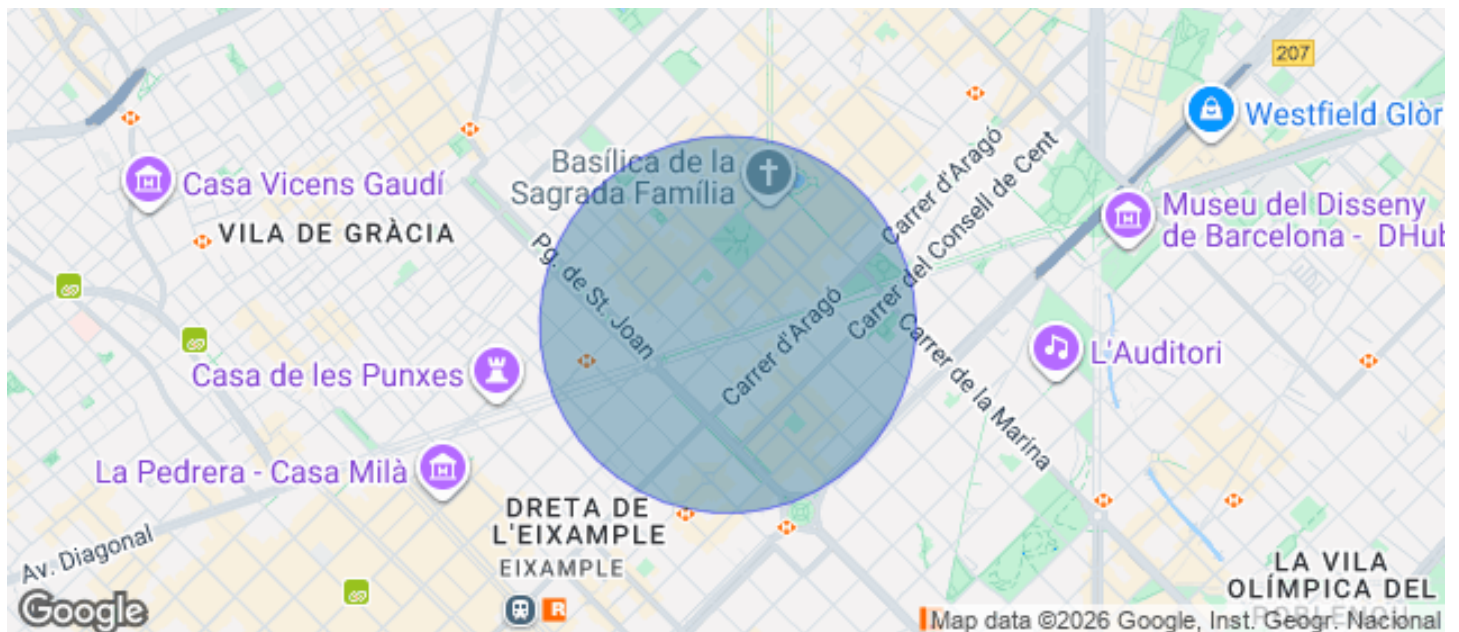 207
Westfield Glòr
Basílica de la
Sagrada Família
Carrer d'Aragó
Carrer del Consell de Cent
Casa Vicens Gaudí
Museu del Disseny
de Barcelona - DHub
VILA DE GRÀCIA
Pg. de St. Joan
Carrer d'Aragó
Carrer de la Marina
L'Auditori
Casa de les Punxes
La Pedrera - Casa Milà
DRETA DE
L'EIXAMPLE
EIXAMPLE
Av. Diagonal
LA VILA
OLÍMPICA DEL
R
Google
Map data ©2026 Google, Inst. Geogr. Nacional